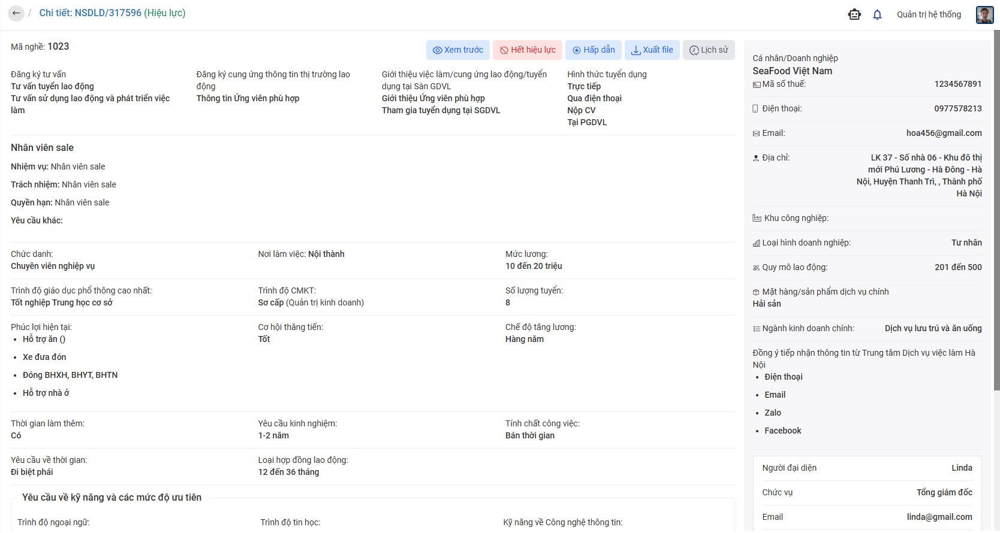 / Chi tiết: NSDLD/317596 (Hiệu lực)
Quản trị hệ thống
Mã nghề: 1023
Xem trước
Hết hiệu lực
Hấp dẫn
Xuất file
Lịch sử
Đăng ký tư vấn
Tư vấn tuyển lao động
Tư vấn sử dụng lao động và phát triển việc
làm
Đăng ký cung ứng thông tin thị trường lao
động
Thông tin Ứng viên phù hợp
Giới thiệu việc làm/cung ứng lao động/tuyển
dụng tại Sàn GDVL
Giới thiệu Ứng viên phù hợp
Tham gia tuyển dụng tại SGDVL
Hình thức tuyển dụng
Trực tiếp
Qua điện thoại
Nộp CV
Tại PGDVL
Nhân viên sale
Nhiệm vụ: Nhân viên sale
Trách nhiệm: Nhân viên sale
Quyền hạn: Nhân viên sale
Yêu cầu khác:
Chức danh:
Chuyên viên nghiệp vụ
Nơi làm việc: Nội thành
Mức lương:
10 đến 20 triệu
Trình độ giáo dục phổ thông cao nhất:
Tốt nghiệp Trung học cơ sở
Trình độ CMKT:
Sơ cấp (Quản trị kinh doanh)
Số lượng tuyển:
8
Phúc lợi hiện tại:
• Hỗ trợ ăn ()
• Xe đưa đón
• Đóng BHXH, BHYT, BHTN
• Hỗ trợ nhà ở
Cơ hội thăng tiến:
Tốt
Chế độ tăng lương:
Hàng năm
Thời gian làm thêm:
Có
Yêu cầu kinh nghiệm:
1-2 năm
Tính chất công việc:
Bán thời gian
Yêu cầu về thời gian:
Đi biệt phái
Loại hợp đồng lao động:
12 đến 36 tháng
Yêu cầu về kỹ năng và các mức độ ưu tiên
Trình độ ngoại ngữ:
Trình độ tin học:
Kỹ năng về Công nghệ thông tin:
Cá nhân/Doanh nghiệp
SeaFood Việt Nam
Mã số thuế: 1234567891
Điện thoại: 0977578213
Email: hoa456@gmail.com
Địa chỉ: LK 37 - Số nhà 06 - Khu đô thị
mới Phú Lương - Hà Đông - Hà
Nội, Huyện Thanh Trì, , Thành phố
Hà Nội
Khu công nghiệp:
Loại hình doanh nghiệp: Tư nhân
Quy mô lao động: 201 đến 500
Mặt hàng/sản phẩm dịch vụ chính
Hải sản
Ngành kinh doanh chính: Dịch vụ lưu trú và ăn uống
Đồng ý tiếp nhận thông tin từ Trung tâm Dịch vụ việc làm Hà
Nội
• Điện thoại
• Email
• Zalo
• Facebook
Người đại diện Linda
Chức vụ Tổng giám đốc
Email linda@gmail.com